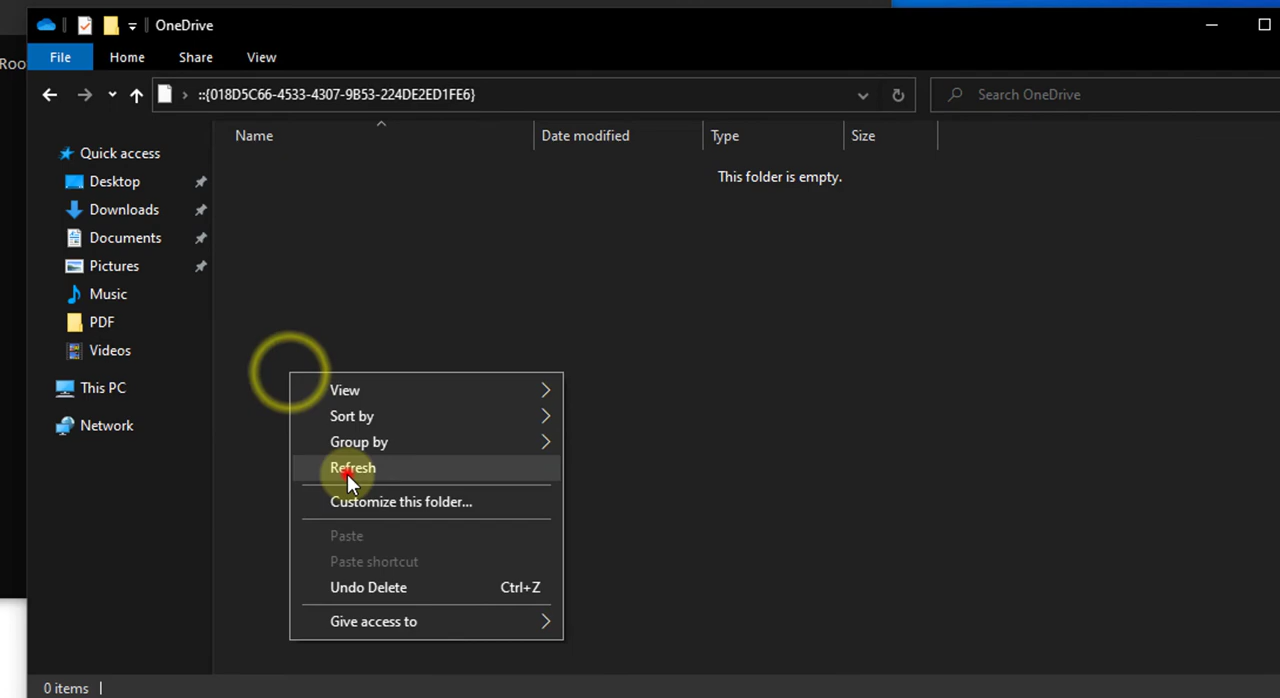 OneDrive
Roo
File Home Share View
::{018D5C66-4533-4307-9B53-224DE2ED1FE6}
Search OneDrive
Name Date modified Type Size
This folder is empty.
Quick access
Desktop
Downloads
Documents
Pictures
Music
PDF
Videos
This PC
Network
View
Sort by
Group by
Refresh
Customize this folder...
Paste
Paste shortcut
Undo Delete Ctrl+Z
Give access to
0 items